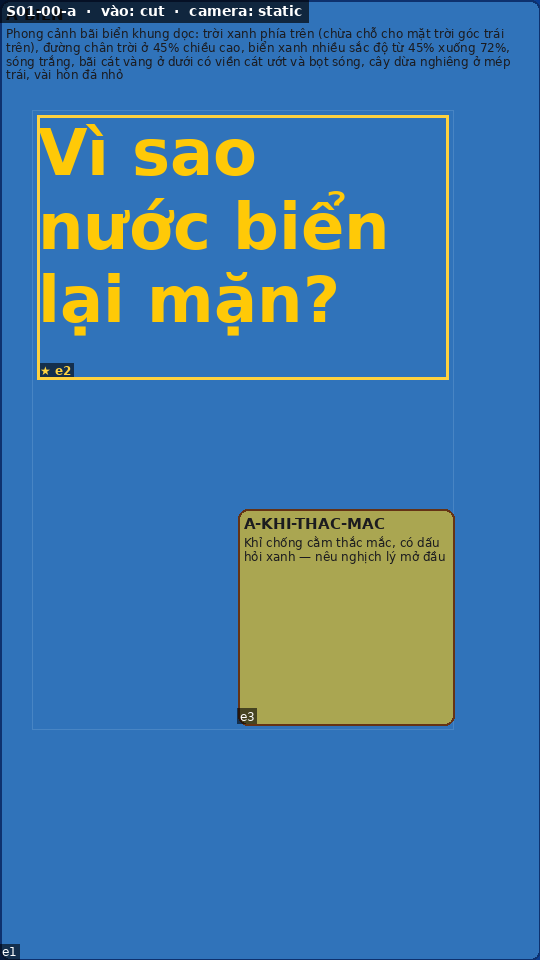 S01-00-a · vào: cut · camera: static
Phong cảnh bãi biển khung dọc: trời xanh phía trên (chừa chỗ cho mặt trời góc trái
trên), đường chân trời ở 45% chiều cao, biển xanh nhiều sắc độ từ 45% xuống 72%,
sóng trắng, bãi cát vàng ở dưới có viền cát ướt và bọt sóng, cây dừa nghiêng ở mép
trái, vài hòn đá nhỏ
Vì sao
nước biển
lại mặn?
★ e2
A-KHI-THAC-MAC
Khỉ chống cằm thắc mắc, có dấu
hỏi xanh — nêu nghịch lý mở đầu
e3
e1